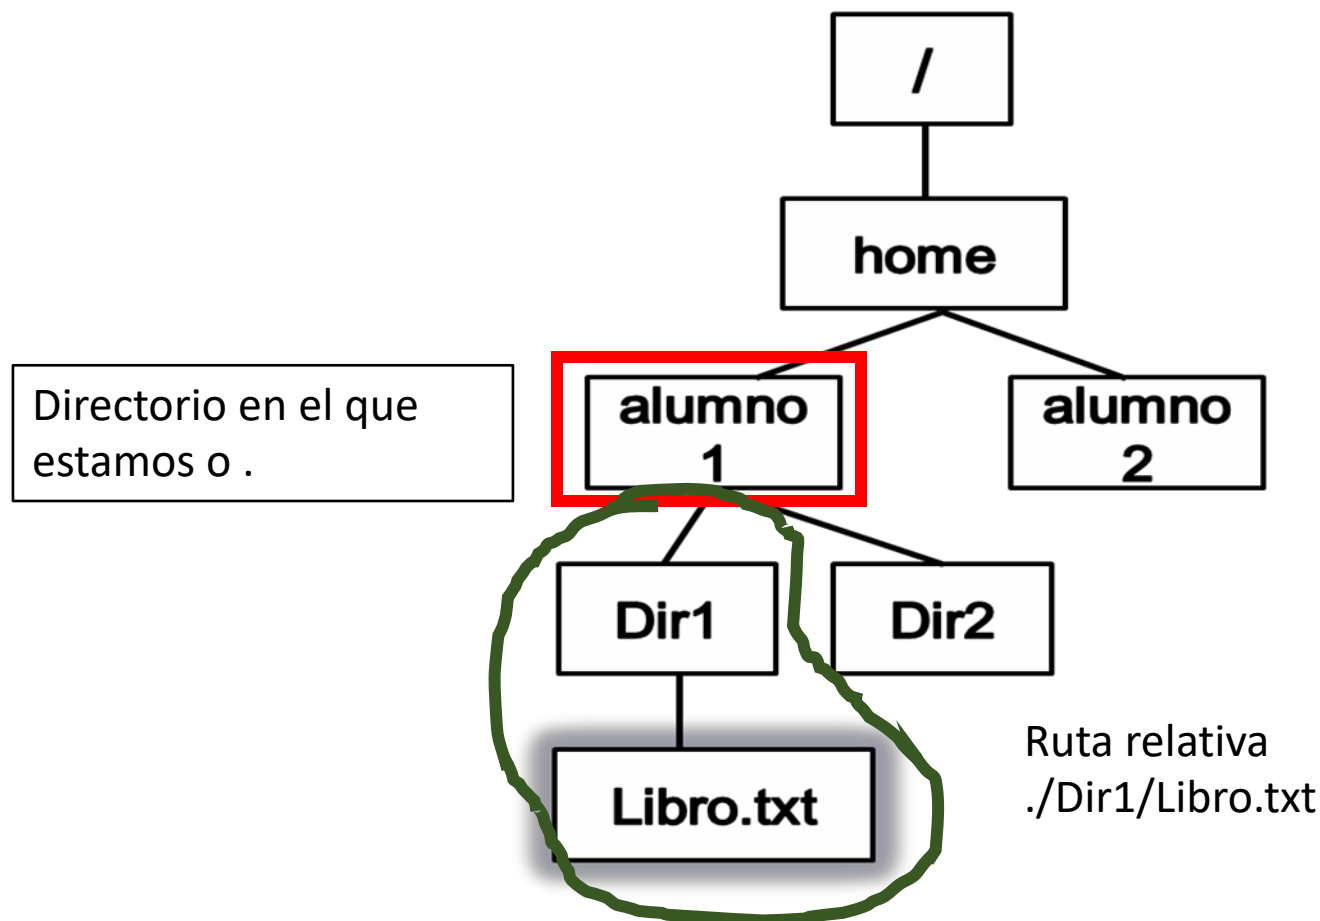 /
home
Directorio en el que
estamos o .
alumno
1
alumno
2
Dir1
Dir2
Libro.txt
Ruta relativa
./Dir1/Libro.txt